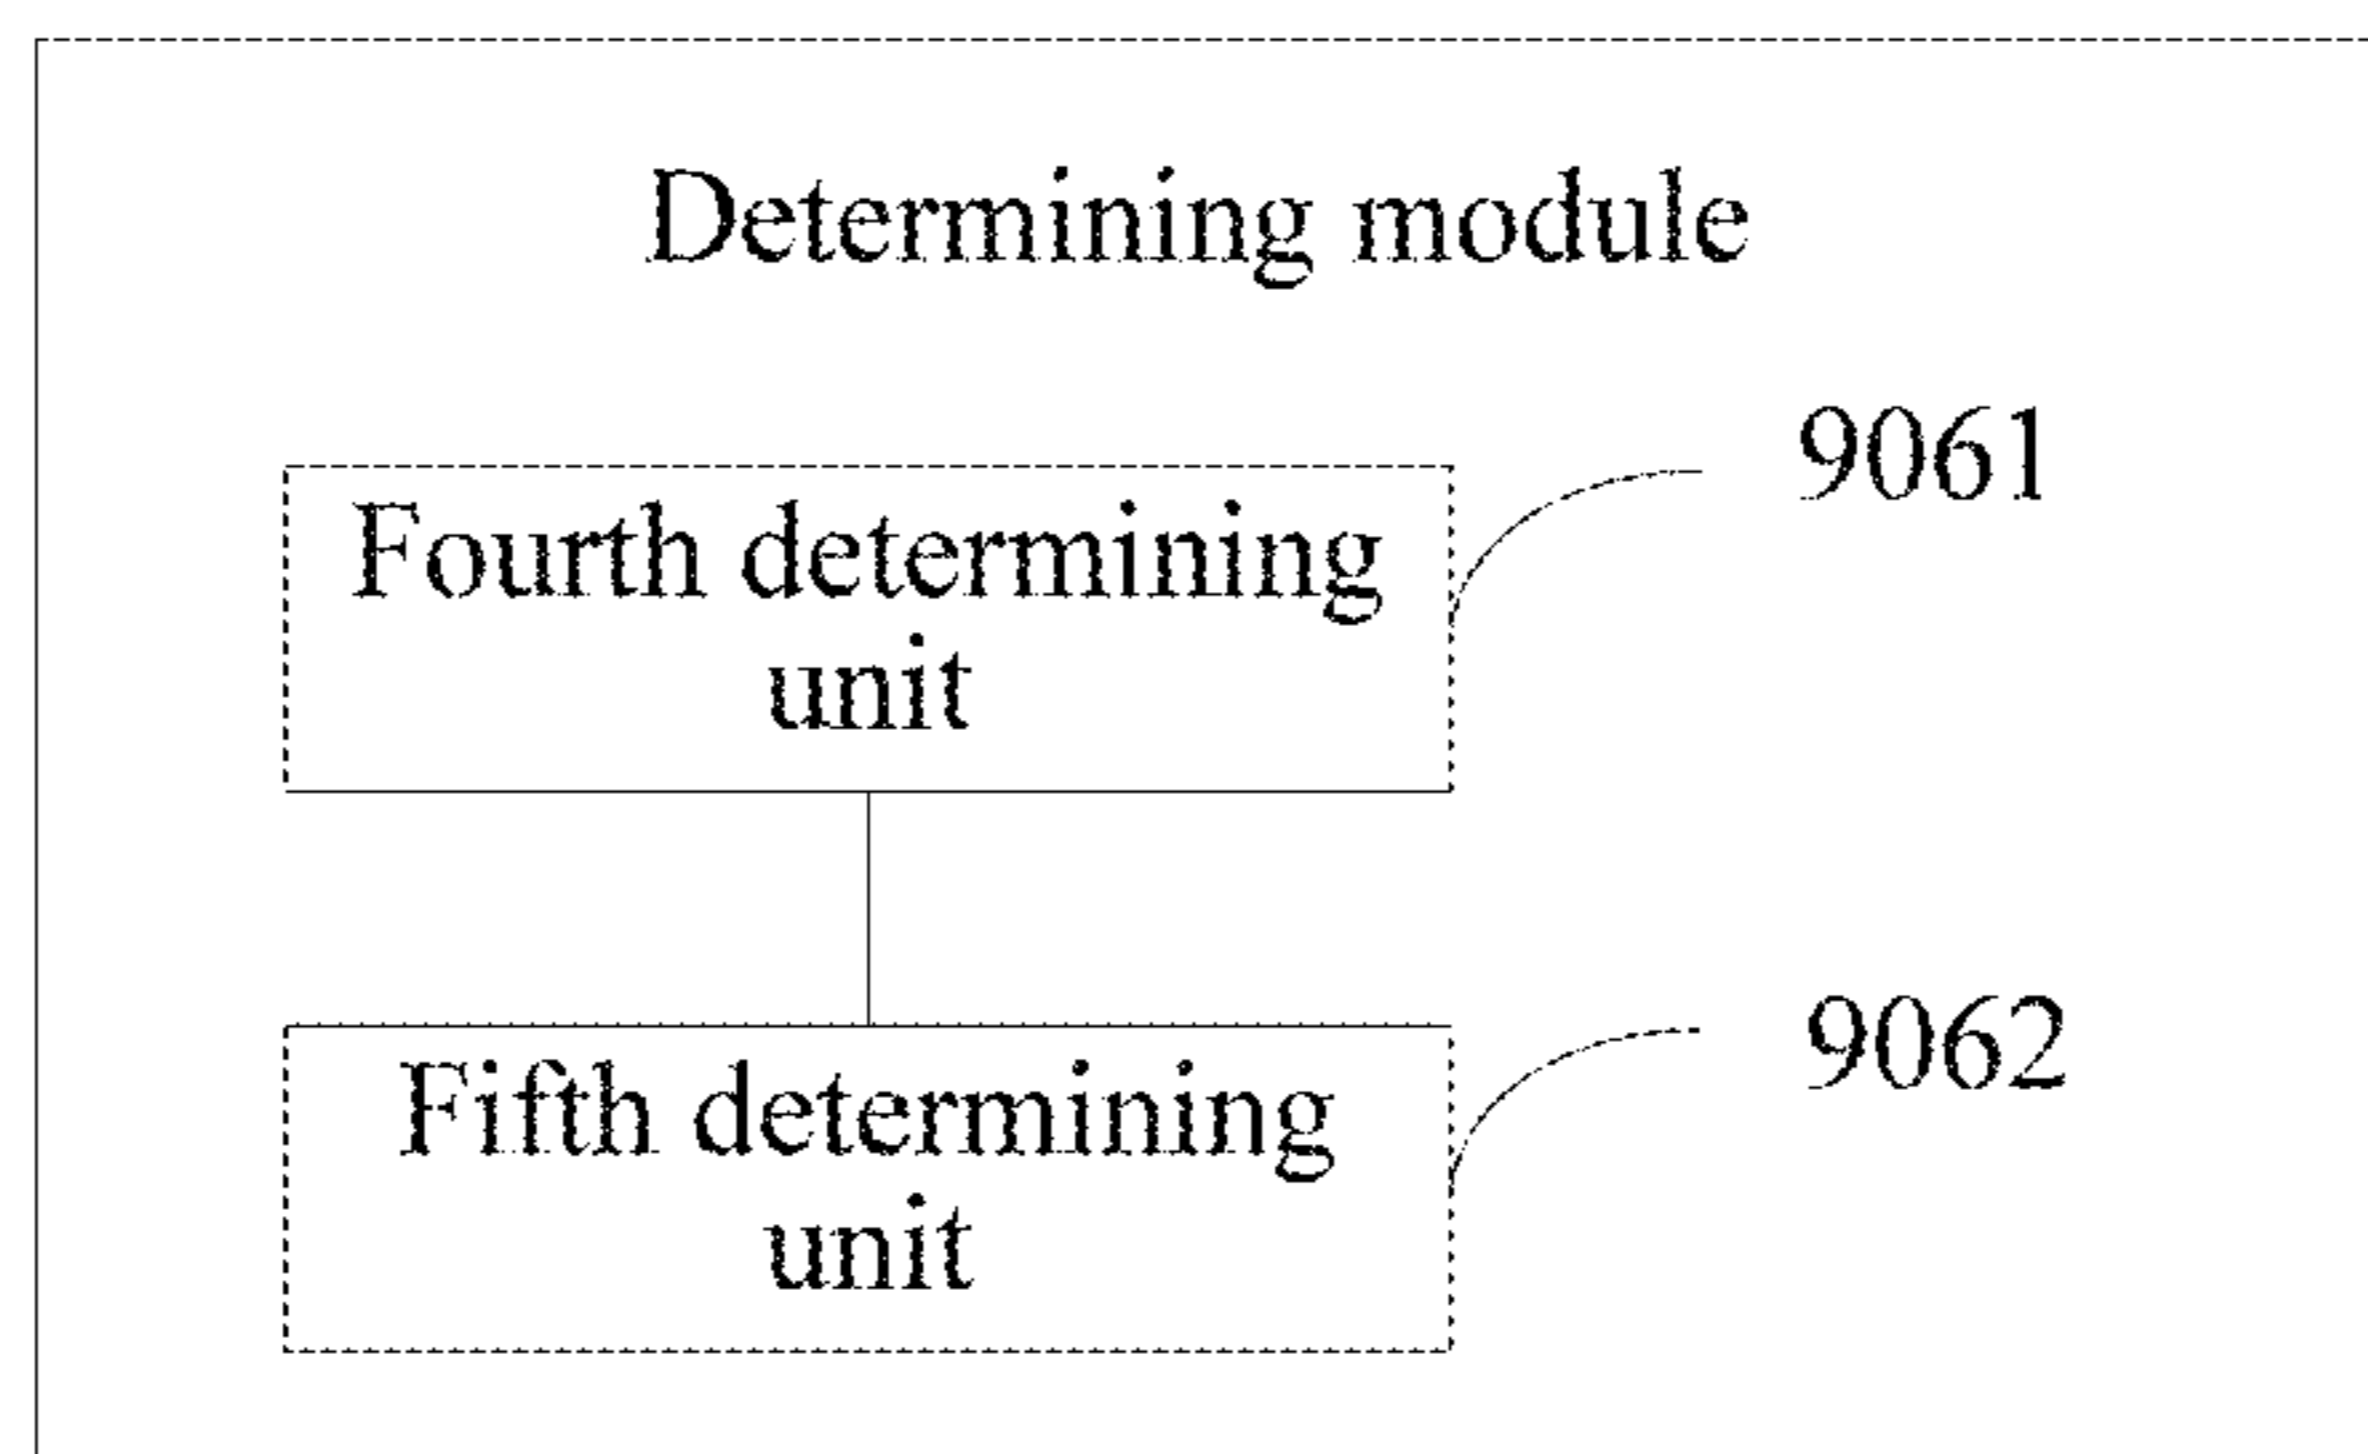 Determining module
9061
Fourth determining
unit
9062
Fifth determining
unit